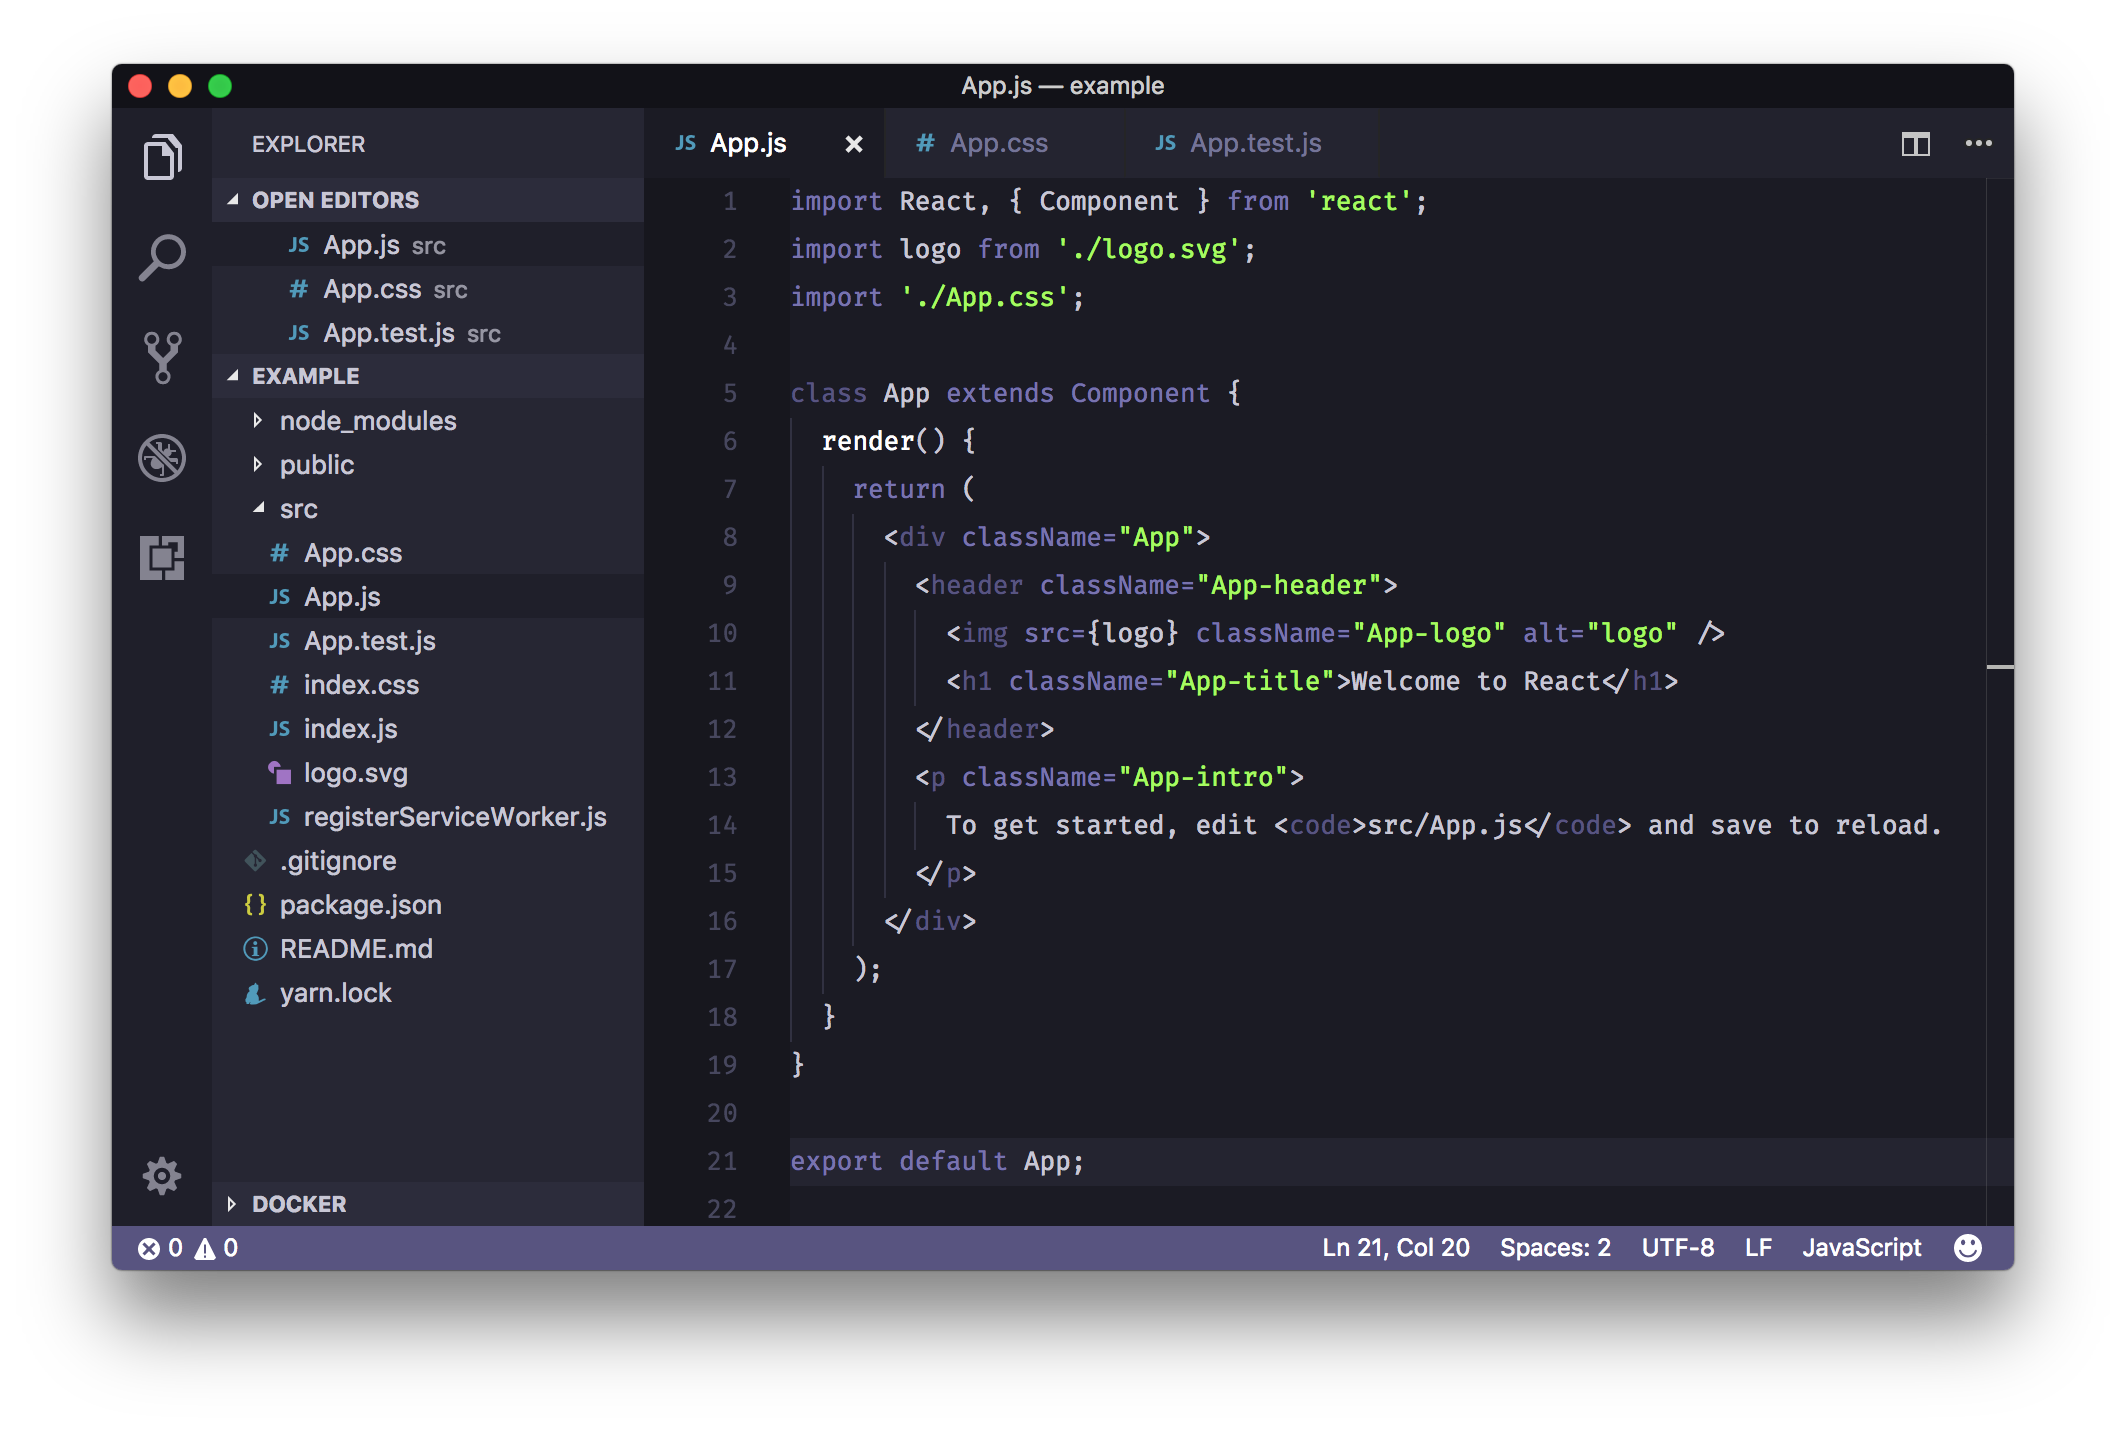 App.js — example
EXPLORER
OPEN EDITORS
JS App.js src
# App.css src
JS App.test.js src
EXAMPLE
node_modules
public
src
# App.css
JS App.js
JS App.test.js
# index.css
JS index.js
logo.svg
JS registerServiceWorker.js
.gitignore
{} package.json
README.md
yarn.lock
DOCKER
JS App.js × # App.css JS App.test.js
1 import React, { Component } from 'react';
2 import logo from './logo.svg';
3 import './App.css';
4
5 class App extends Component {
6 render() {
7 return (
8 <div className="App">
9 <header className="App-header">
10 <img src={logo} className="App-logo" alt="logo" />
11 <h1 className="App-title">Welcome to React</h1>
12 </header>
13 <p className="App-intro">
14 To get started, edit <code>src/App.js</code> and save to reload.
15 </p>
16 </div>
17 );
18 }
19 }
20
21 export default App;
22
0 0 Ln 21, Col 20 Spaces: 2 UTF-8 LF JavaScript